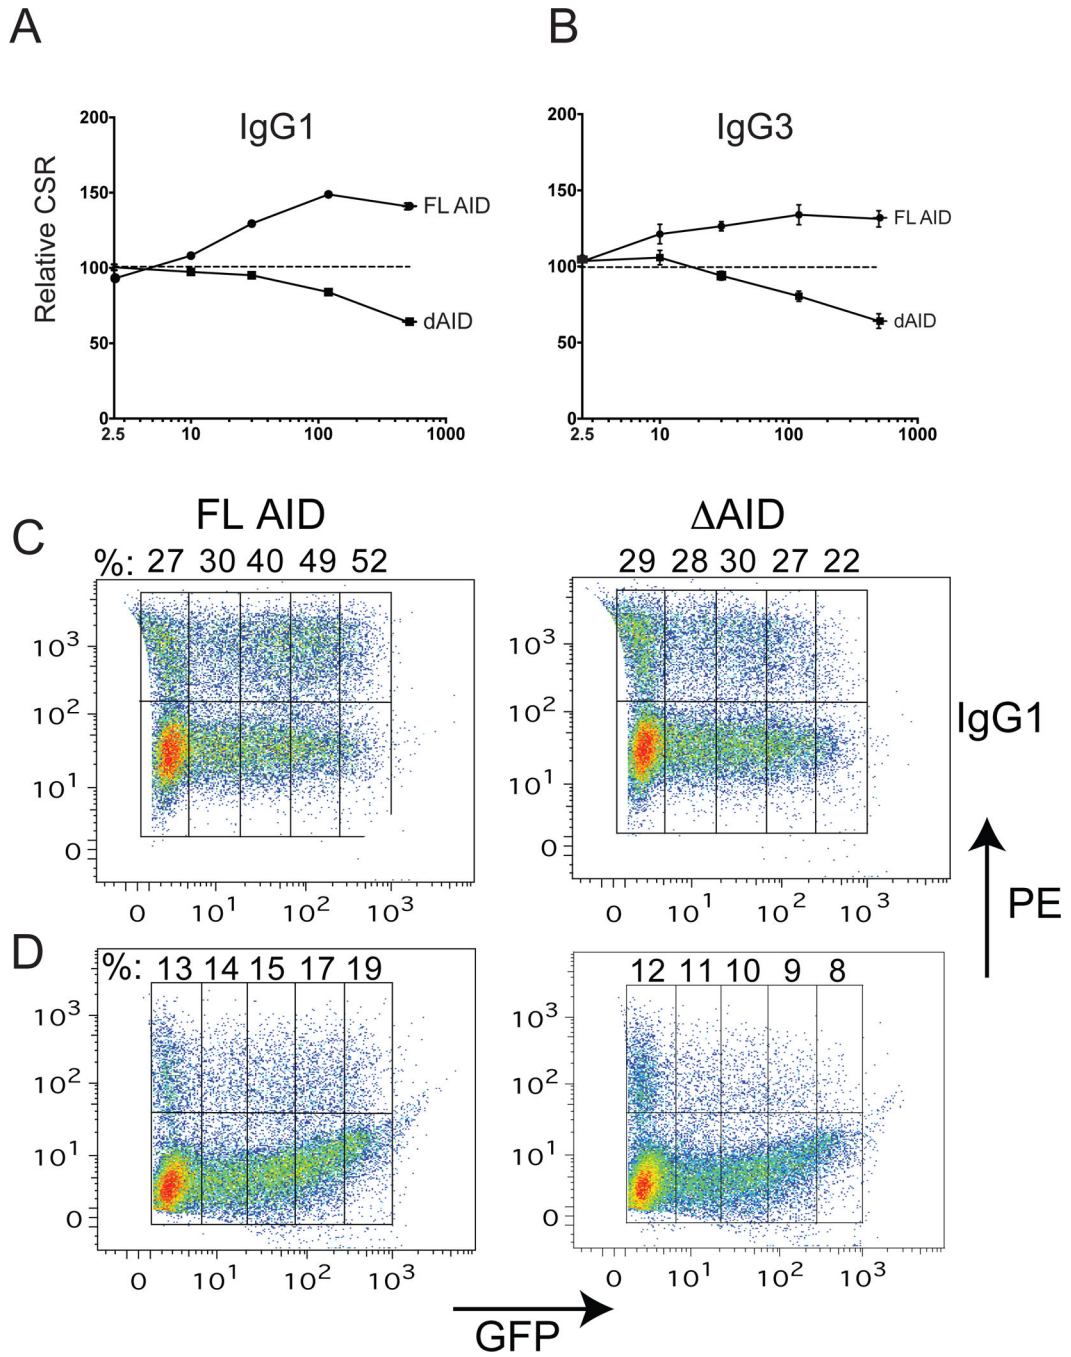 A
B
IgG1
IgG3
Relative CSR
200
150
100
50
0
2.5 10 100 1000
FL AID
dAID
200
150
100
50
0
2.5 10 100 1000
FL AID
dAID
C
FL AID
ΔAID
%: 27 30 40 49 52
29 28 30 27 22
10³
10²
10¹
0
0 10¹ 10² 10³
10³
10²
10¹
0
0 10¹ 10² 10³
IgG1
PE
D
%: 13 14 15 17 19
12 11 10 9 8
10³
10²
10¹
0
0 10¹ 10² 10³
10³
10²
10¹
0
0 10¹ 10² 10³
GFP